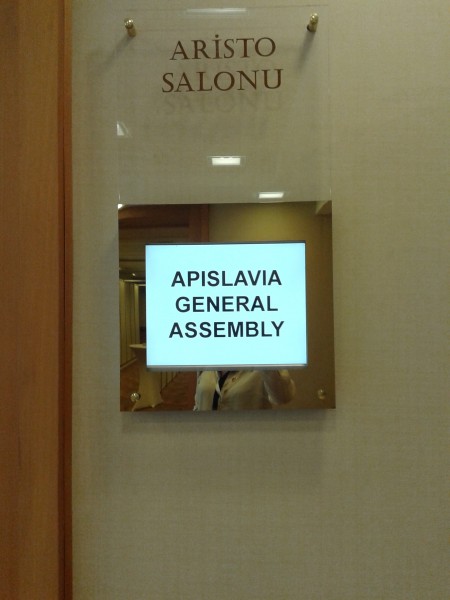 ARİSTO
SALONU
APISLAVIA
GENERAL
ASSEMBLY